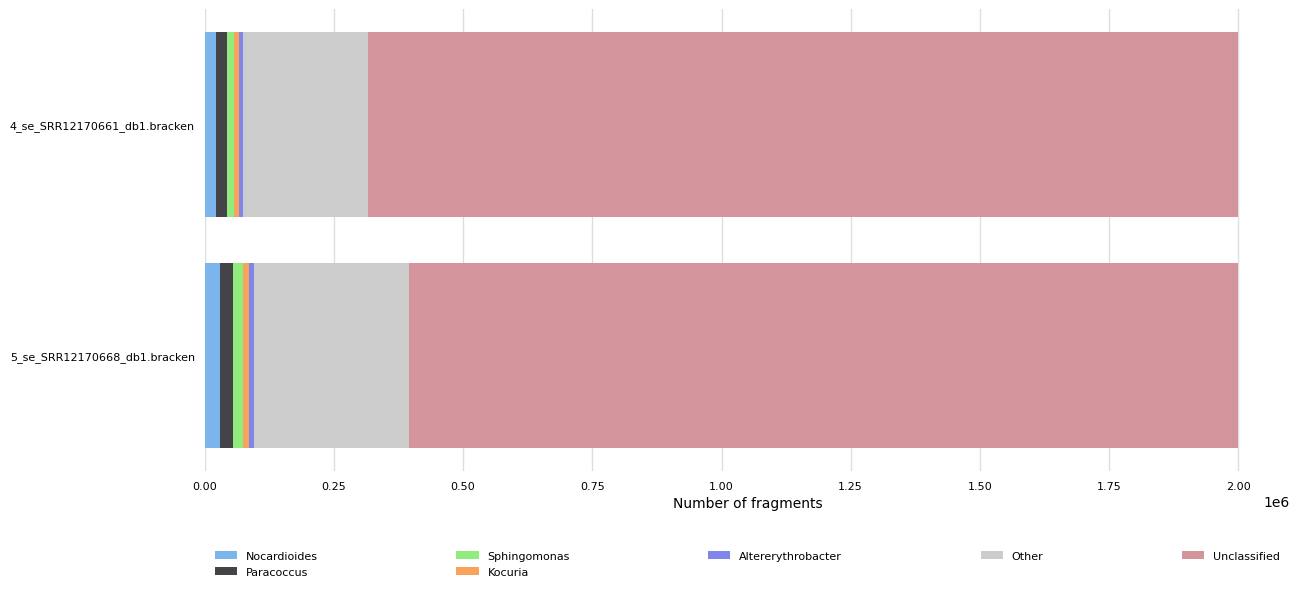 4_se_SRR12170661_db1.bracken
5_se_SRR12170668_db1.bracken
0.00 0.25 0.50 0.75 1.00 1.25 1.50 1.75 2.00
1e6
Number of fragments
Nocardioides Sphingomonas Altererythrobacter Other Unclassified
Paracoccus Kocuria